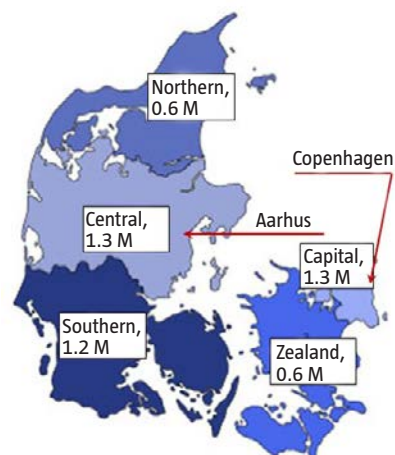 Northern,
0.6 M
Copenhagen
Central,
1.3 M
Aarhus
Capital,
1.3 M
Southern,
1.2 M
Zealand,
0.6 M